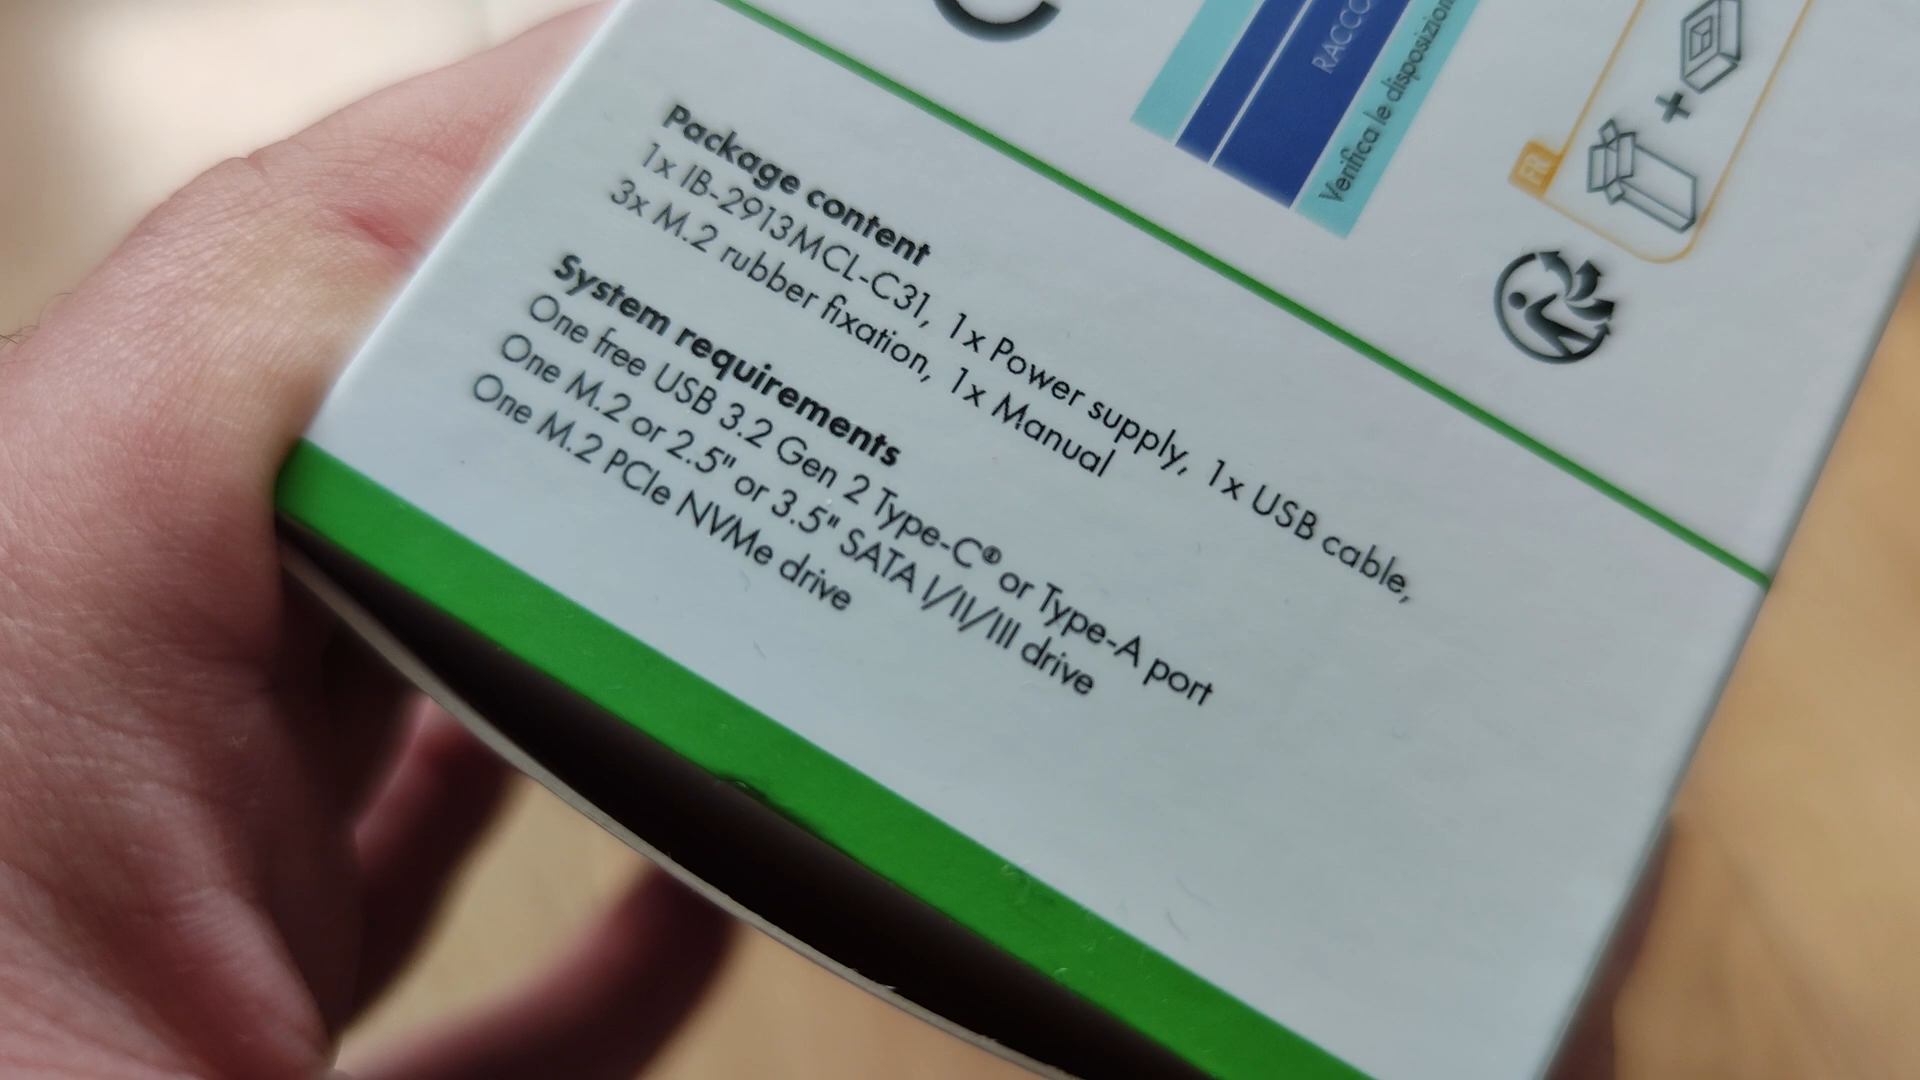 RACCO
Verifica le disposizion
FR
Package content
1x IB-2913MCL-C31, 1x Power supply, 1x USB cable,
3x M.2 rubber fixation, 1x Manual
System requirements
One free USB 3.2 Gen 2 Type-C® or Type-A port
One M.2 or 2.5" or 3.5" SATA I/II/III drive
One M.2 PCIe NVMe drive